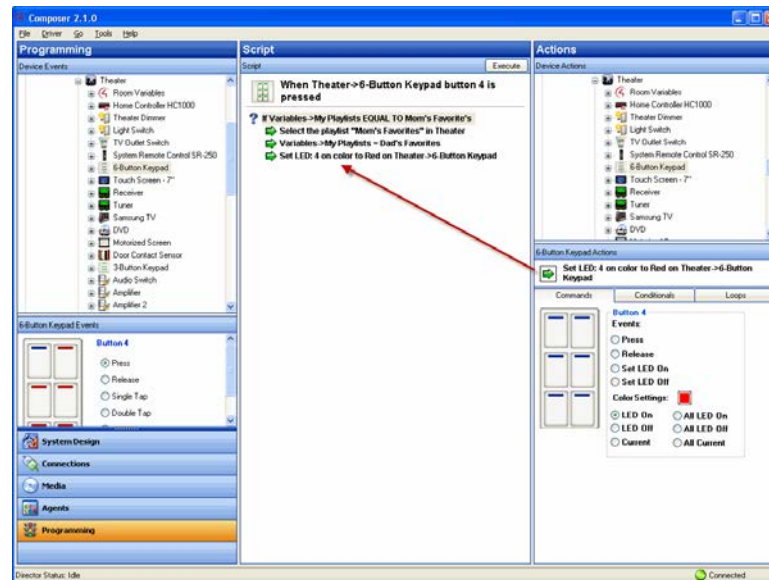 Composer 2.1.0
File Driver Go Tools Help
Programming
Device Events
Theater
Room Variables
Home Controller HC1000
Theater Dimmer
Light Switch
TV Outlet Switch
System Remote Control SR-250
6-Button Keypad
Touch Screen - 7"
Receiver
Tuner
Samsung TV
DVD
Motorized Screen
Door Contact Sensor
3-Button Keypad
Audio Switch
Amplifier
Amplifier 2
6-Button Keypad Events
Button 4
Press
Release
Single Tap
Double Tap
System Design
Connections
Media
Agents
Programming
Director Status: Idle
Script
Script
Execute
When Theater->6-Button Keypad button 4 is
pressed
If Variables->My Playlists EQUAL TO Mom's Favorite's
Select the playlist "Mom's Favorites" in Theater
Variables->My Playlists = Dad's Favorites
Set LED: 4 on color to Red on Theater->6-Button Keypad
Actions
Device Actions
Theater
Room Variables
Home Controller HC1000
Theater Dimmer
Light Switch
TV Outlet Switch
System Remote Control SR-250
6-Button Keypad
Touch Screen - 7"
Receiver
Tuner
Samsung TV
DVD
6-Button Keypad Actions
Set LED: 4 on color to Red on Theater->6-Button
Keypad
Commands Conditionals Loops
Button 4
Events:
Press
Release
Set LED On
Set LED Off
Color Settings:
LED On All LED On
LED Off All LED Off
Current All Current
Connected